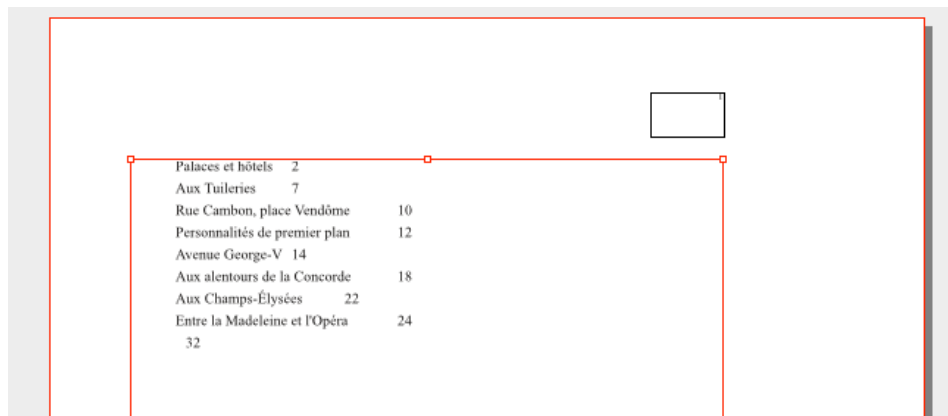 1
Palaces et hôtels 2
Aux Tuileries 7
Rue Cambon, place Vendôme 10
Personnalités de premier plan 12
Avenue George-V 14
Aux alentours de la Concorde 18
Aux Champs-Élysées 22
Entre la Madeleine et l'Opéra 24
32